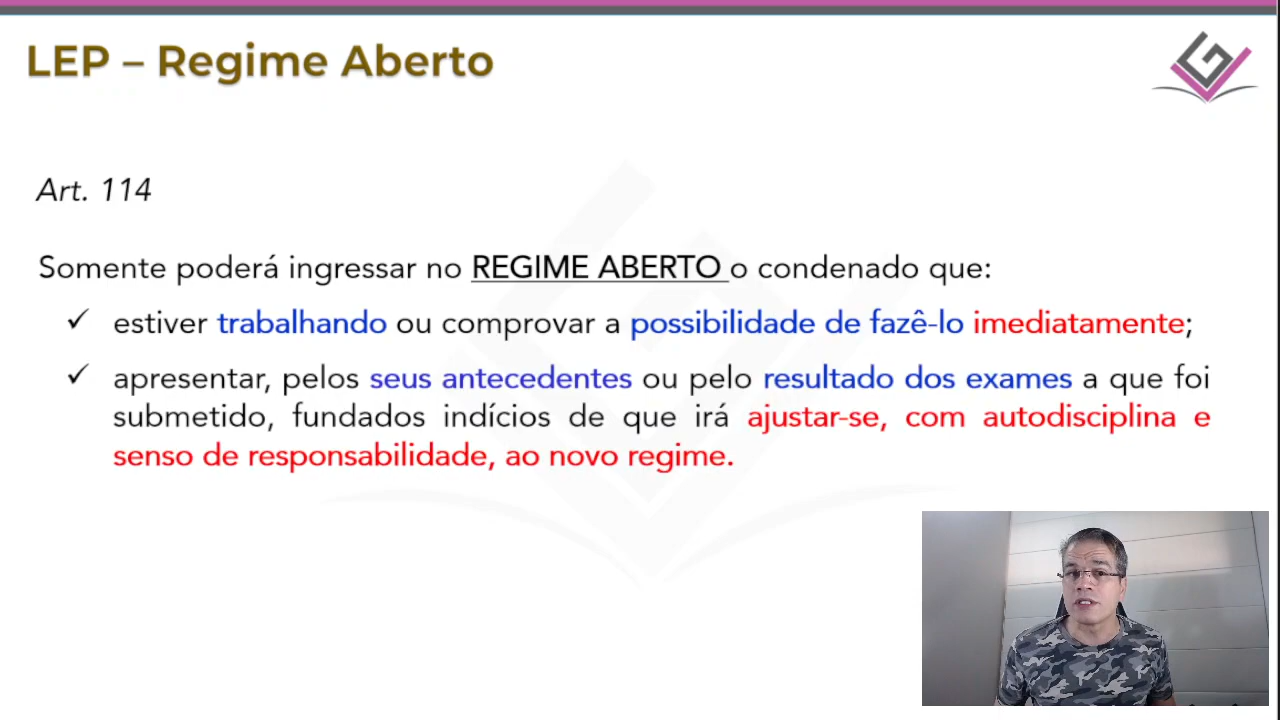 LEP – Regime Aberto
Art. 114
Somente poderá ingressar no REGIME ABERTO o condenado que:
✓ estiver trabalhando ou comprovar a possibilidade de fazê-lo imediatamente;
✓ apresentar, pelos seus antecedentes ou pelo resultado dos exames a que foi
submetido, fundados indícios de que irá ajustar-se, com autodisciplina e
senso de responsabilidade, ao novo regime.